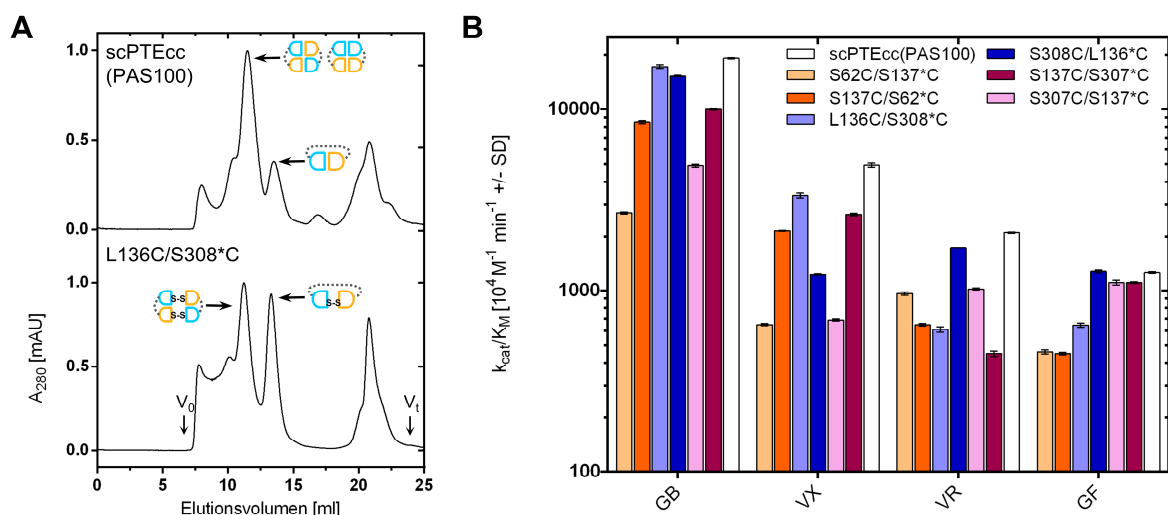 A
scPTEcc
(PAS100)
1.0
0.5
0.0
L136C/S308*C
S-S
S-S
S-S
1.0
0.5
0.0
V0
Vt
A280 [mAU]
0 5 10 15 20 25
Elutionsvolumen [ml]
B
scPTEcc(PAS100)
S62C/S137*C
S137C/S62*C
L136C/S308*C
S308C/L136*C
S137C/S307*C
S307C/S137*C
kcat/KM [10^4 M^-1 min^-1 +/- SD]
10000
1000
100
GB VX VR GF